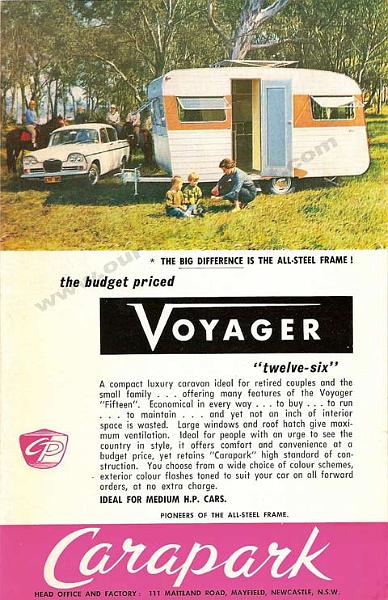 * THE BIG DIFFERENCE IS THE ALL-STEEL FRAME!
the budget priced
VOYAGER
"twelve-six"
A compact luxury caravan ideal for retired couples and the
small family . . . offering many features of the Voyager
"Fifteen". Economical in every way . . . to buy . . . to run
. . . to maintain . . . and yet not an inch of interior
space is wasted. Large windows and roof hatch give maxi-
mum ventilation. Ideal for people with an urge to see the
country in style, it offers comfort and convenience at a
budget price, yet retains "Carapark" high standard of con-
struction. You choose from a wide choice of colour schemes,
exterior colour flashes toned to suit your car on all forward
orders, at no extra charge.
IDEAL FOR MEDIUM H.P. CARS.
CP
PIONEERS OF THE ALL-STEEL FRAME.
Carapark
HEAD OFFICE AND FACTORY: 111 MAITLAND ROAD, MAYFIELD, NEWCASTLE, N.S.W.